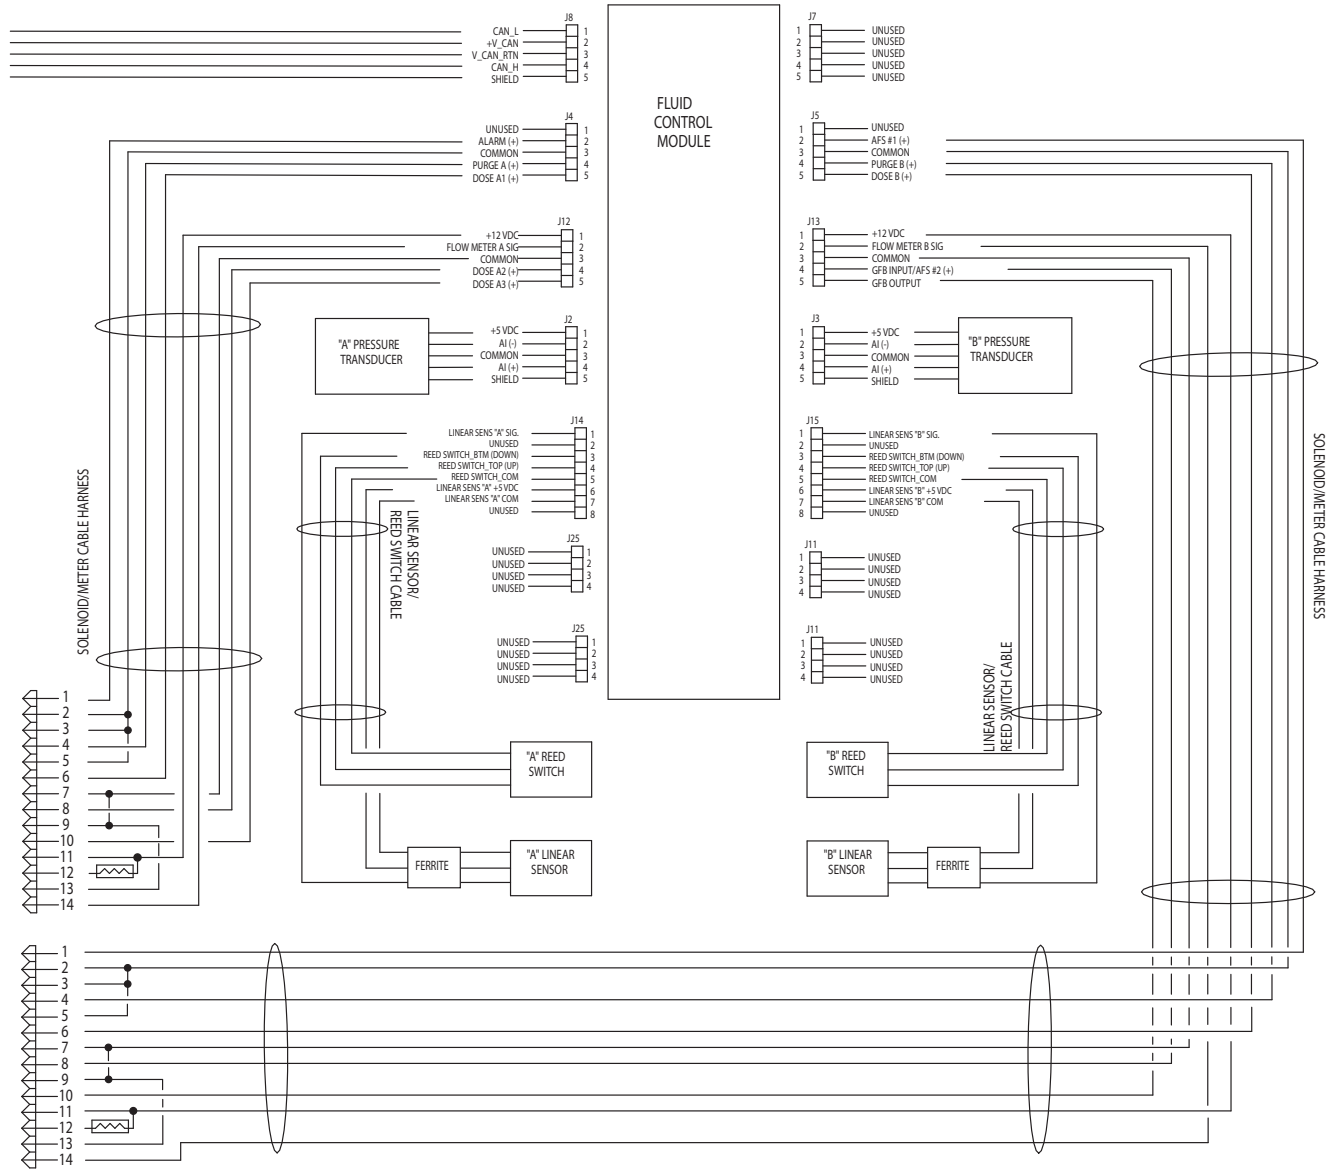 J8
CAN_L 1
+V_CAN 2
V_CAN_RTN 3
CAN_H 4
SHIELD 5
J4
UNUSED 1
ALARM (+) 2
COMMON 3
PURGE A (+) 4
DOSE A1 (+) 5
J12
+12 VDC 1
FLOW METER A SIG 2
COMMON 3
DOSE A2 (+) 4
DOSE A3 (+) 5
"A" PRESSURE
TRANSDUCER
J2
+5 VDC 1
AI (-) 2
COMMON 3
AI (+) 4
SHIELD 5
J14
LINEAR SENS "A" SIG. 1
UNUSED 2
REED SWITCH_BTM (DOWN) 3
REED SWITCH_TOP (UP) 4
REED SWITCH_COM 5
LINEAR SENS "A" +5 VDC 6
LINEAR SENS "A" COM 7
UNUSED 8
J25
UNUSED 1
UNUSED 2
UNUSED 3
UNUSED 4
J25
UNUSED 1
UNUSED 2
UNUSED 3
UNUSED 4
SOLENOID/METER CABLE HARNESS
LINEAR SENSOR/
REED SWITCH CABLE
"A" REED
SWITCH
FERRITE
"A" LINEAR
SENSOR
FLUID
CONTROL
MODULE
J7
1 UNUSED
2 UNUSED
3 UNUSED
4 UNUSED
5 UNUSED
J5
1 UNUSED
2 AFS #1 (+)
3 COMMON
4 PURGE B (+)
5 DOSE B (+)
J13
1 +12 VDC
2 FLOW METER B SIG
3 COMMON
4 GFB INPUT/AFS #2 (+)
5 GFB OUTPUT
J3
1 +5 VDC
2 AI (-)
3 COMMON
4 AI (+)
5 SHIELD
"B" PRESSURE
TRANSDUCER
J15
1 LINEAR SENS "B" SIG.
2 UNUSED
3 REED SWITCH_BTM (DOWN)
4 REED SWITCH_TOP (UP)
5 REED SWITCH_COM
6 LINEAR SENS "B" +5 VDC
7 LINEAR SENS "B" COM
8 UNUSED
J11
1 UNUSED
2 UNUSED
3 UNUSED
4 UNUSED
J11
1 UNUSED
2 UNUSED
3 UNUSED
4 UNUSED
LINEAR SENSOR/
REED SWITCH CABLE
SOLENOID/METER CABLE HARNESS
"B" REED
SWITCH
"B" LINEAR
SENSOR
FERRITE
1
2
3
4
5
6
7
8
9
10
11
12
13
14
1
2
3
4
5
6
7
8
9
10
11
12
13
14